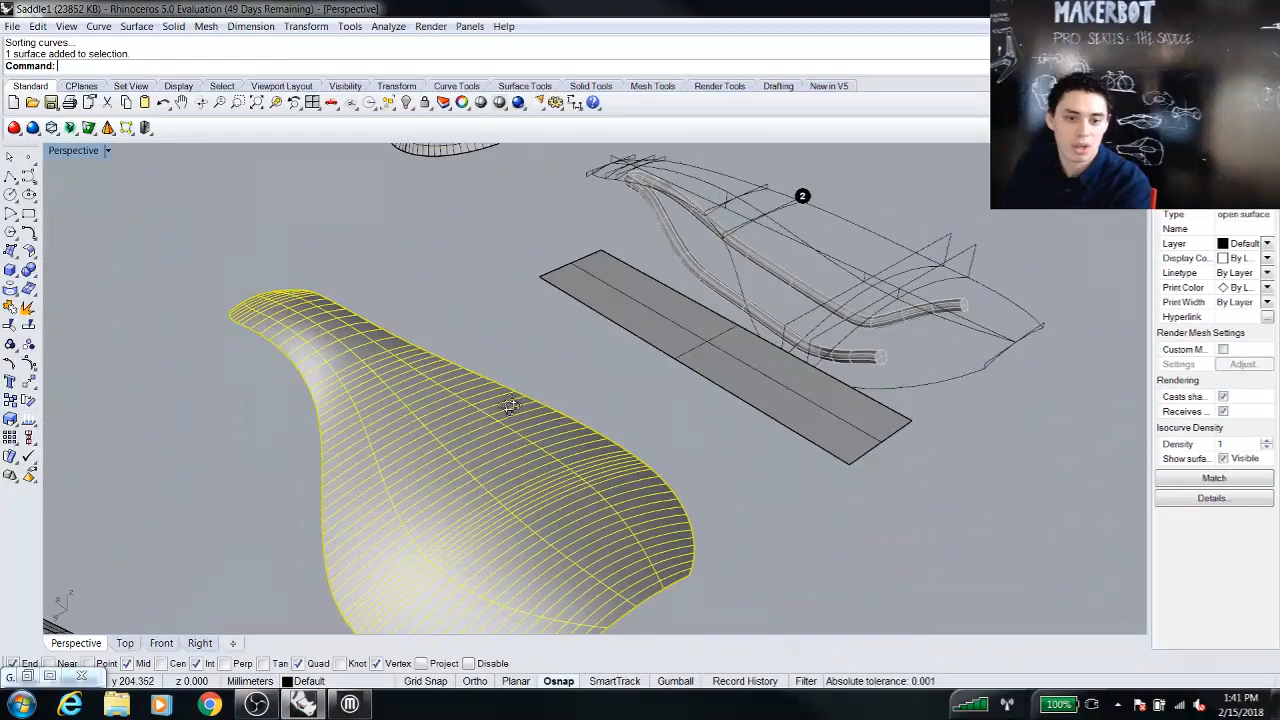 Saddle1 (23852 KB) - Rhinoceros 5.0 Evaluation (49 Days Remaining) - [Perspective]
File Edit View Curve Surface Solid Mesh Dimension Transform Tools Analyze Render Panels Help
Sorting curves...
1 surface added to selection.
Command:
Standard CPlanes Set View Display Select Viewport Layout Visibility Transform Curve Tools Surface Tools Solid Tools Mesh Tools Render Tools Drafting New in V5
MAKERBOT
PRO SERIES: THE SADDLE
Perspective
2
Type open surface
Name
Layer Default
Display Co... By L...
Linetype By Layer
Print Color By L...
Print Width By Layer
Hyperlink ...
Render Mesh Settings
Custom M...
Settings Adjust...
Rendering
Casts sha...
Receives ...
Isocurve Density
Density 1
Show surfa... Visible
Match
Details...
z
x
y
Perspective Top Front Right
End Near Point Mid Cen Int Perp Tan Quad Knot Vertex Project Disable
G... y 204.352 z 0.000 Millimeters Default Grid Snap Ortho Planar Osnap SmartTrack Gumball Record History Filter Absolute tolerance: 0.001
100%
1:41 PM
2/15/2018